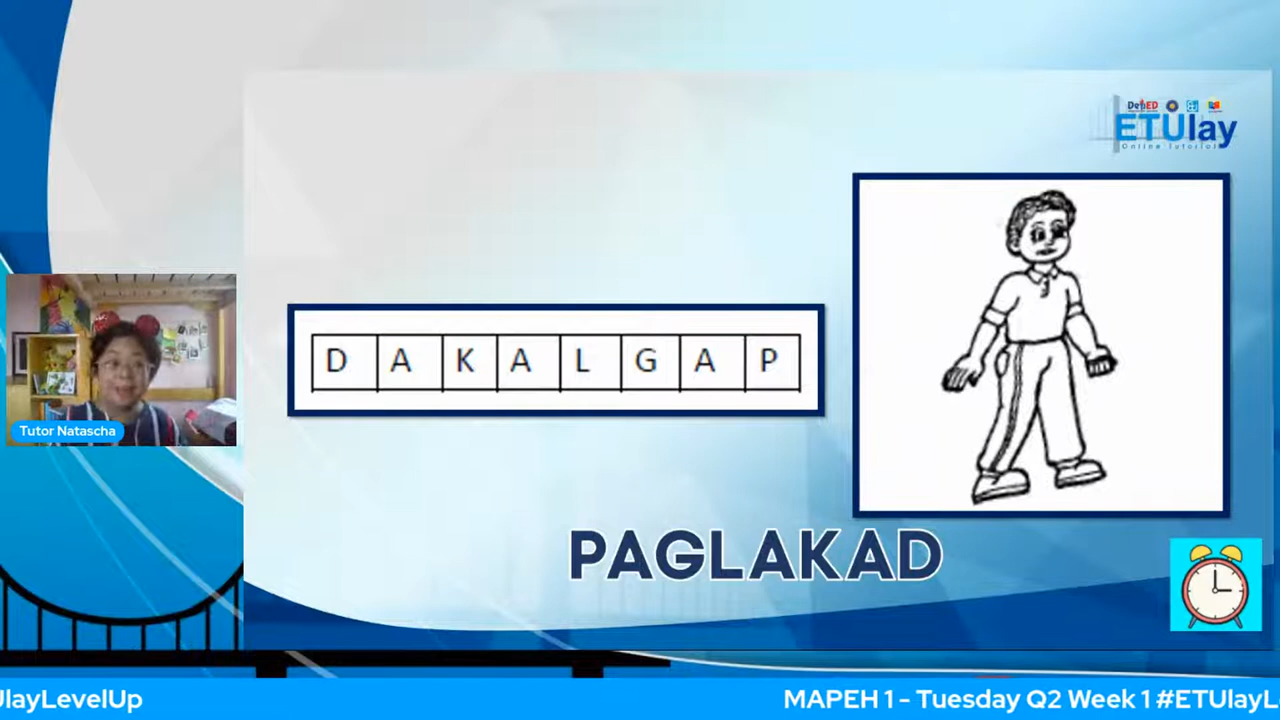 DepED
ETUlay
Online Tutorial
D A K A L G A P
Tutor Natascha
PAGLAKAD
UlayLevelUp
MAPEH 1 - Tuesday Q2 Week 1 #ETUlayL